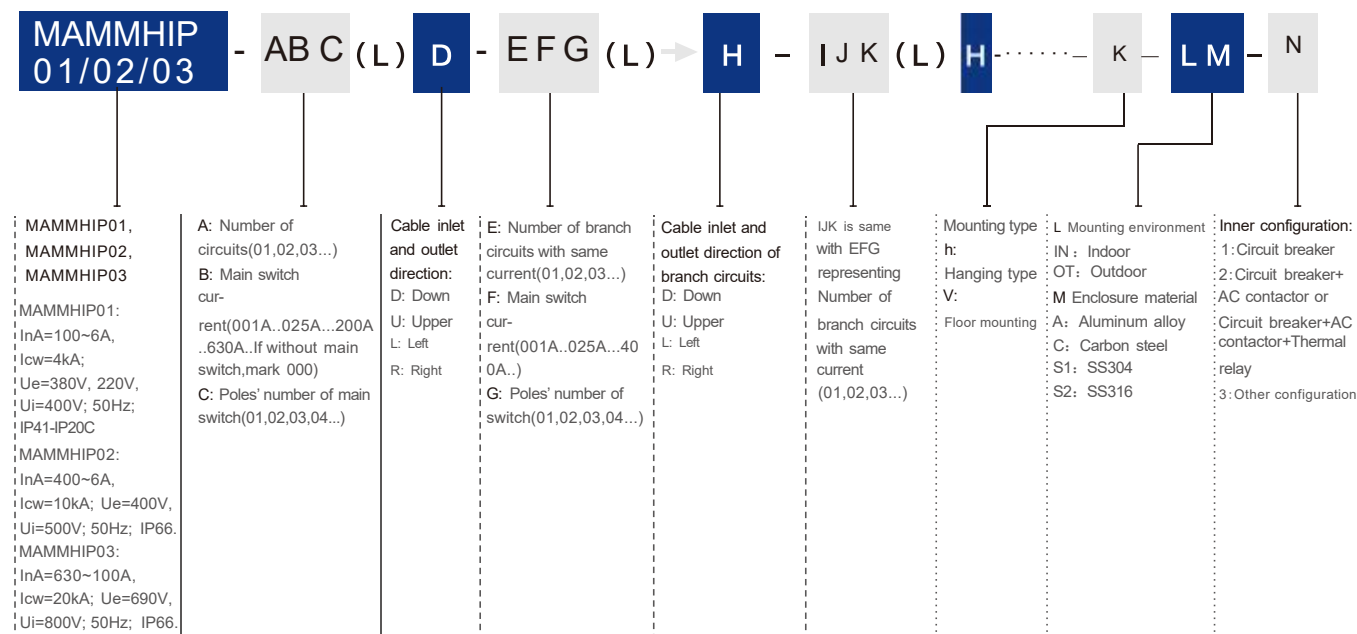 MAMMHIP
01/02/03
- ABC (L) D - EFG (L) H - IJK (L) H -······– K – LM – N
MAMMHIP01,
MAMMHIP02,
MAMMHIP03
MAMMHIP01:
InA=100~6A,
Icw=4kA;
Ue=380V, 220V,
Ui=400V; 50Hz;
IP41-IP20C
MAMMHIP02:
InA=400~6A,
Icw=10kA; Ue=400V,
Ui=500V; 50Hz; IP66.
MAMMHIP03:
InA=630~100A,
Icw=20kA; Ue=690V,
Ui=800V; 50Hz; IP66.
A: Number of
circuits(01,02,03...)
B: Main switch
cur-
rent(001A..025A...200A
..630A..If without main
switch,mark 000)
C: Poles' number of main
switch(01,02,03,04...)
Cable inlet
and outlet
direction:
D: Down
U: Upper
L: Left
R: Right
E: Number of branch
circuits with same
current(01,02,03...)
F: Main switch
cur-
rent(001A..025A...40
0A..)
G: Poles' number of
switch(01,02,03,04...)
Cable inlet and
outlet direction of
branch circuits:
D: Down
U: Upper
L: Left
R: Right
IJK is same
with EFG
representing
Number of
branch circuits
with same
current
(01,02,03...)
Mounting type
h:
Hanging type
V:
Floor mounting
L Mounting environment
IN : Indoor
OT: Outdoor
M Enclosure material
A: Aluminum alloy
C: Carbon steel
S1: SS304
S2: SS316
Inner configuration:
1:Circuit breaker
2:Circuit breaker+
AC contactor or
Circuit breaker+AC
contactor+Thermal
relay
3:Other configuration